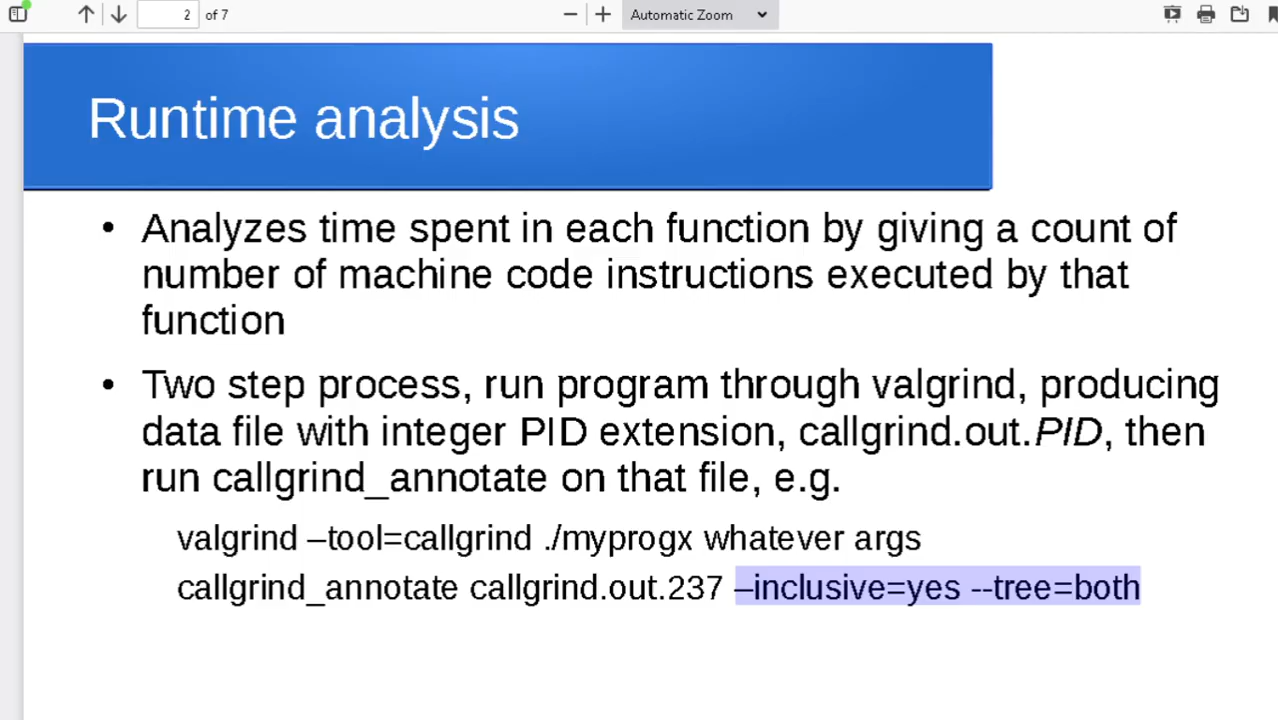 2 of 7 Automatic Zoom
Runtime analysis
• Analyzes time spent in each function by giving a count of
number of machine code instructions executed by that
function
• Two step process, run program through valgrind, producing
data file with integer PID extension, callgrind.out.PID, then
run callgrind_annotate on that file, e.g.
valgrind –tool=callgrind ./myprogx whatever args
callgrind_annotate callgrind.out.237 –inclusive=yes --tree=both